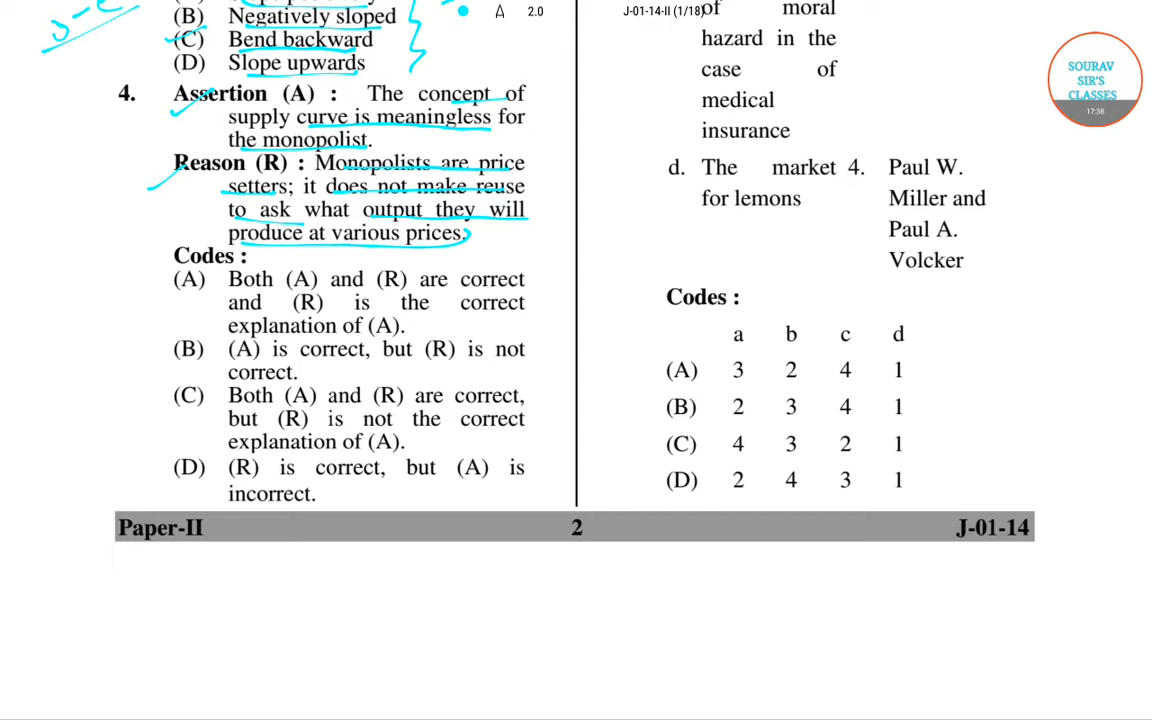 (B) Negatively sloped
(C) Bend backward
(D) Slope upwards
4. Assertion (A) : The concept of
supply curve is meaningless for
the monopolist.
Reason (R) : Monopolists are price
setters; it does not make reuse
to ask what output they will
produce at various prices.
Codes :
(A) Both (A) and (R) are correct
and (R) is the correct
explanation of (A).
(B) (A) is correct, but (R) is not
correct.
(C) Both (A) and (R) are correct,
but (R) is not the correct
explanation of (A).
(D) (R) is correct, but (A) is
incorrect.
2.0
J-01-14-II (1/18)
of moral
hazard in the
case of
medical
insurance
d. The market 4. Paul W.
for lemons Miller and
Paul A.
Volcker
Codes :
a b c d
(A) 3 2 4 1
(B) 2 3 4 1
(C) 4 3 2 1
(D) 2 4 3 1
SOURAV
SIR'S
CLASSES
17:38
Paper-II 2 J-01-14